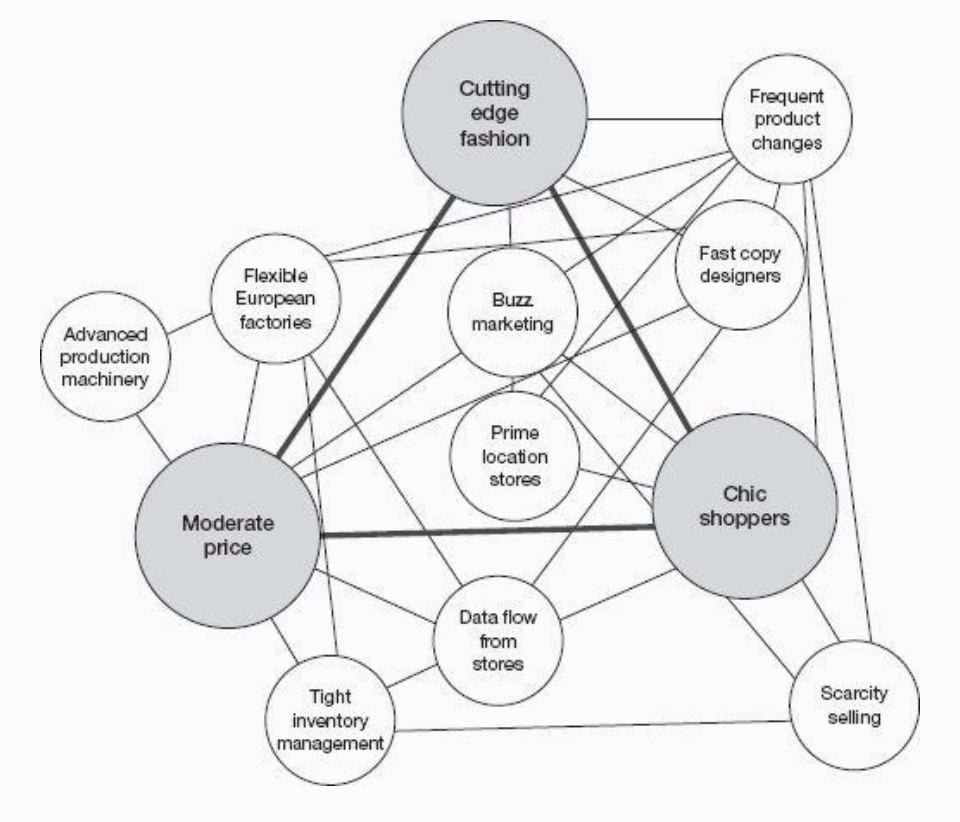 Cutting
edge
fashion
Frequent
product
changes
Fast copy
designers
Flexible
European
factories
Buzz
marketing
Advanced
production
machinery
Prime
location
stores
Chic
shoppers
Moderate
price
Data flow
from
stores
Tight
inventory
management
Scarcity
selling